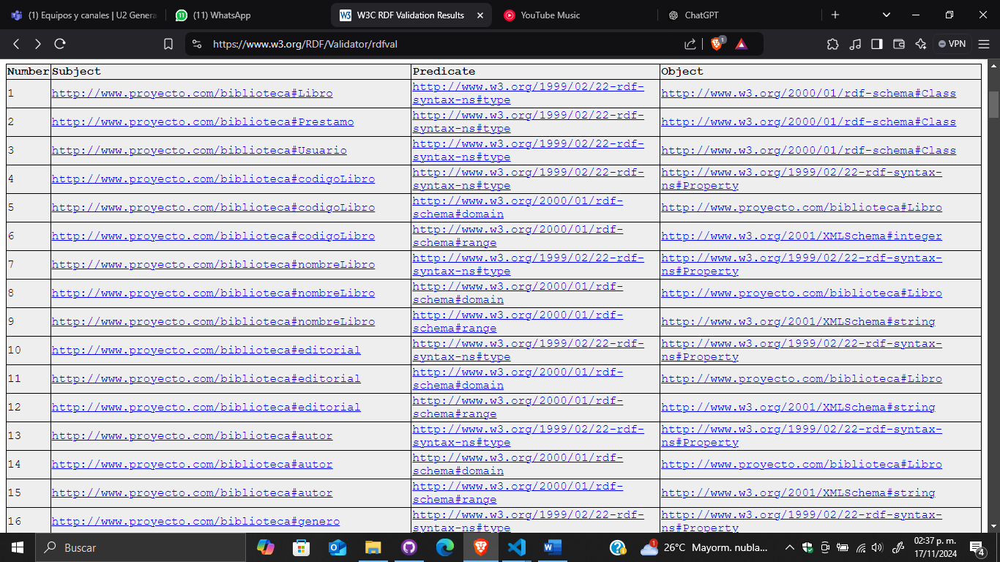 (1) Equipos y canales | U2 Genera
(11) WhatsApp
W3C RDF Validation Results
YouTube Music
ChatGPT
https://www.w3.org/RDF/Validator/rdfval
1
VPN
Number Subject Predicate Object
1 http://www.proyecto.com/biblioteca#Libro http://www.w3.org/1999/02/22-rdf-
syntax-ns#type http://www.w3.org/2000/01/rdf-schema#Class
2 http://www.proyecto.com/biblioteca#Prestamo http://www.w3.org/1999/02/22-rdf-
syntax-ns#type http://www.w3.org/2000/01/rdf-schema#Class
3 http://www.proyecto.com/biblioteca#Usuario http://www.w3.org/1999/02/22-rdf-
syntax-ns#type http://www.w3.org/2000/01/rdf-schema#Class
4 http://www.proyecto.com/biblioteca#codigoLibro http://www.w3.org/1999/02/22-rdf-
syntax-ns#type http://www.w3.org/1999/02/22-rdf-syntax-
ns#Property
5 http://www.proyecto.com/biblioteca#codigoLibro http://www.w3.org/2000/01/rdf-
schema#domain http://www.proyecto.com/biblioteca#Libro
6 http://www.proyecto.com/biblioteca#codigoLibro http://www.w3.org/2000/01/rdf-
schema#range http://www.w3.org/2001/XMLSchema#integer
7 http://www.proyecto.com/biblioteca#nombreLibro http://www.w3.org/1999/02/22-rdf-
syntax-ns#type http://www.w3.org/1999/02/22-rdf-syntax-
ns#Property
8 http://www.proyecto.com/biblioteca#nombreLibro http://www.w3.org/2000/01/rdf-
schema#domain http://www.proyecto.com/biblioteca#Libro
9 http://www.proyecto.com/biblioteca#nombreLibro http://www.w3.org/2000/01/rdf-
schema#range http://www.w3.org/2001/XMLSchema#string
10 http://www.proyecto.com/biblioteca#editorial http://www.w3.org/1999/02/22-rdf-
syntax-ns#type http://www.w3.org/1999/02/22-rdf-syntax-
ns#Property
11 http://www.proyecto.com/biblioteca#editorial http://www.w3.org/2000/01/rdf-
schema#domain http://www.proyecto.com/biblioteca#Libro
12 http://www.proyecto.com/biblioteca#editorial http://www.w3.org/2000/01/rdf-
schema#range http://www.w3.org/2001/XMLSchema#string
13 http://www.proyecto.com/biblioteca#autor http://www.w3.org/1999/02/22-rdf-
syntax-ns#type http://www.w3.org/1999/02/22-rdf-syntax-
ns#Property
14 http://www.proyecto.com/biblioteca#autor http://www.w3.org/2000/01/rdf-
schema#domain http://www.proyecto.com/biblioteca#Libro
15 http://www.proyecto.com/biblioteca#autor http://www.w3.org/2000/01/rdf-
schema#range http://www.w3.org/2001/XMLSchema#string
16 http://www.proyecto.com/biblioteca#genero http://www.w3.org/1999/02/22-rdf-
syntax-ns#type http://www.w3.org/1999/02/22-rdf-syntax-
ns#Property
Buscar
1
26°C Mayorm. nubla...
02:37 p. m.
17/11/2024
4